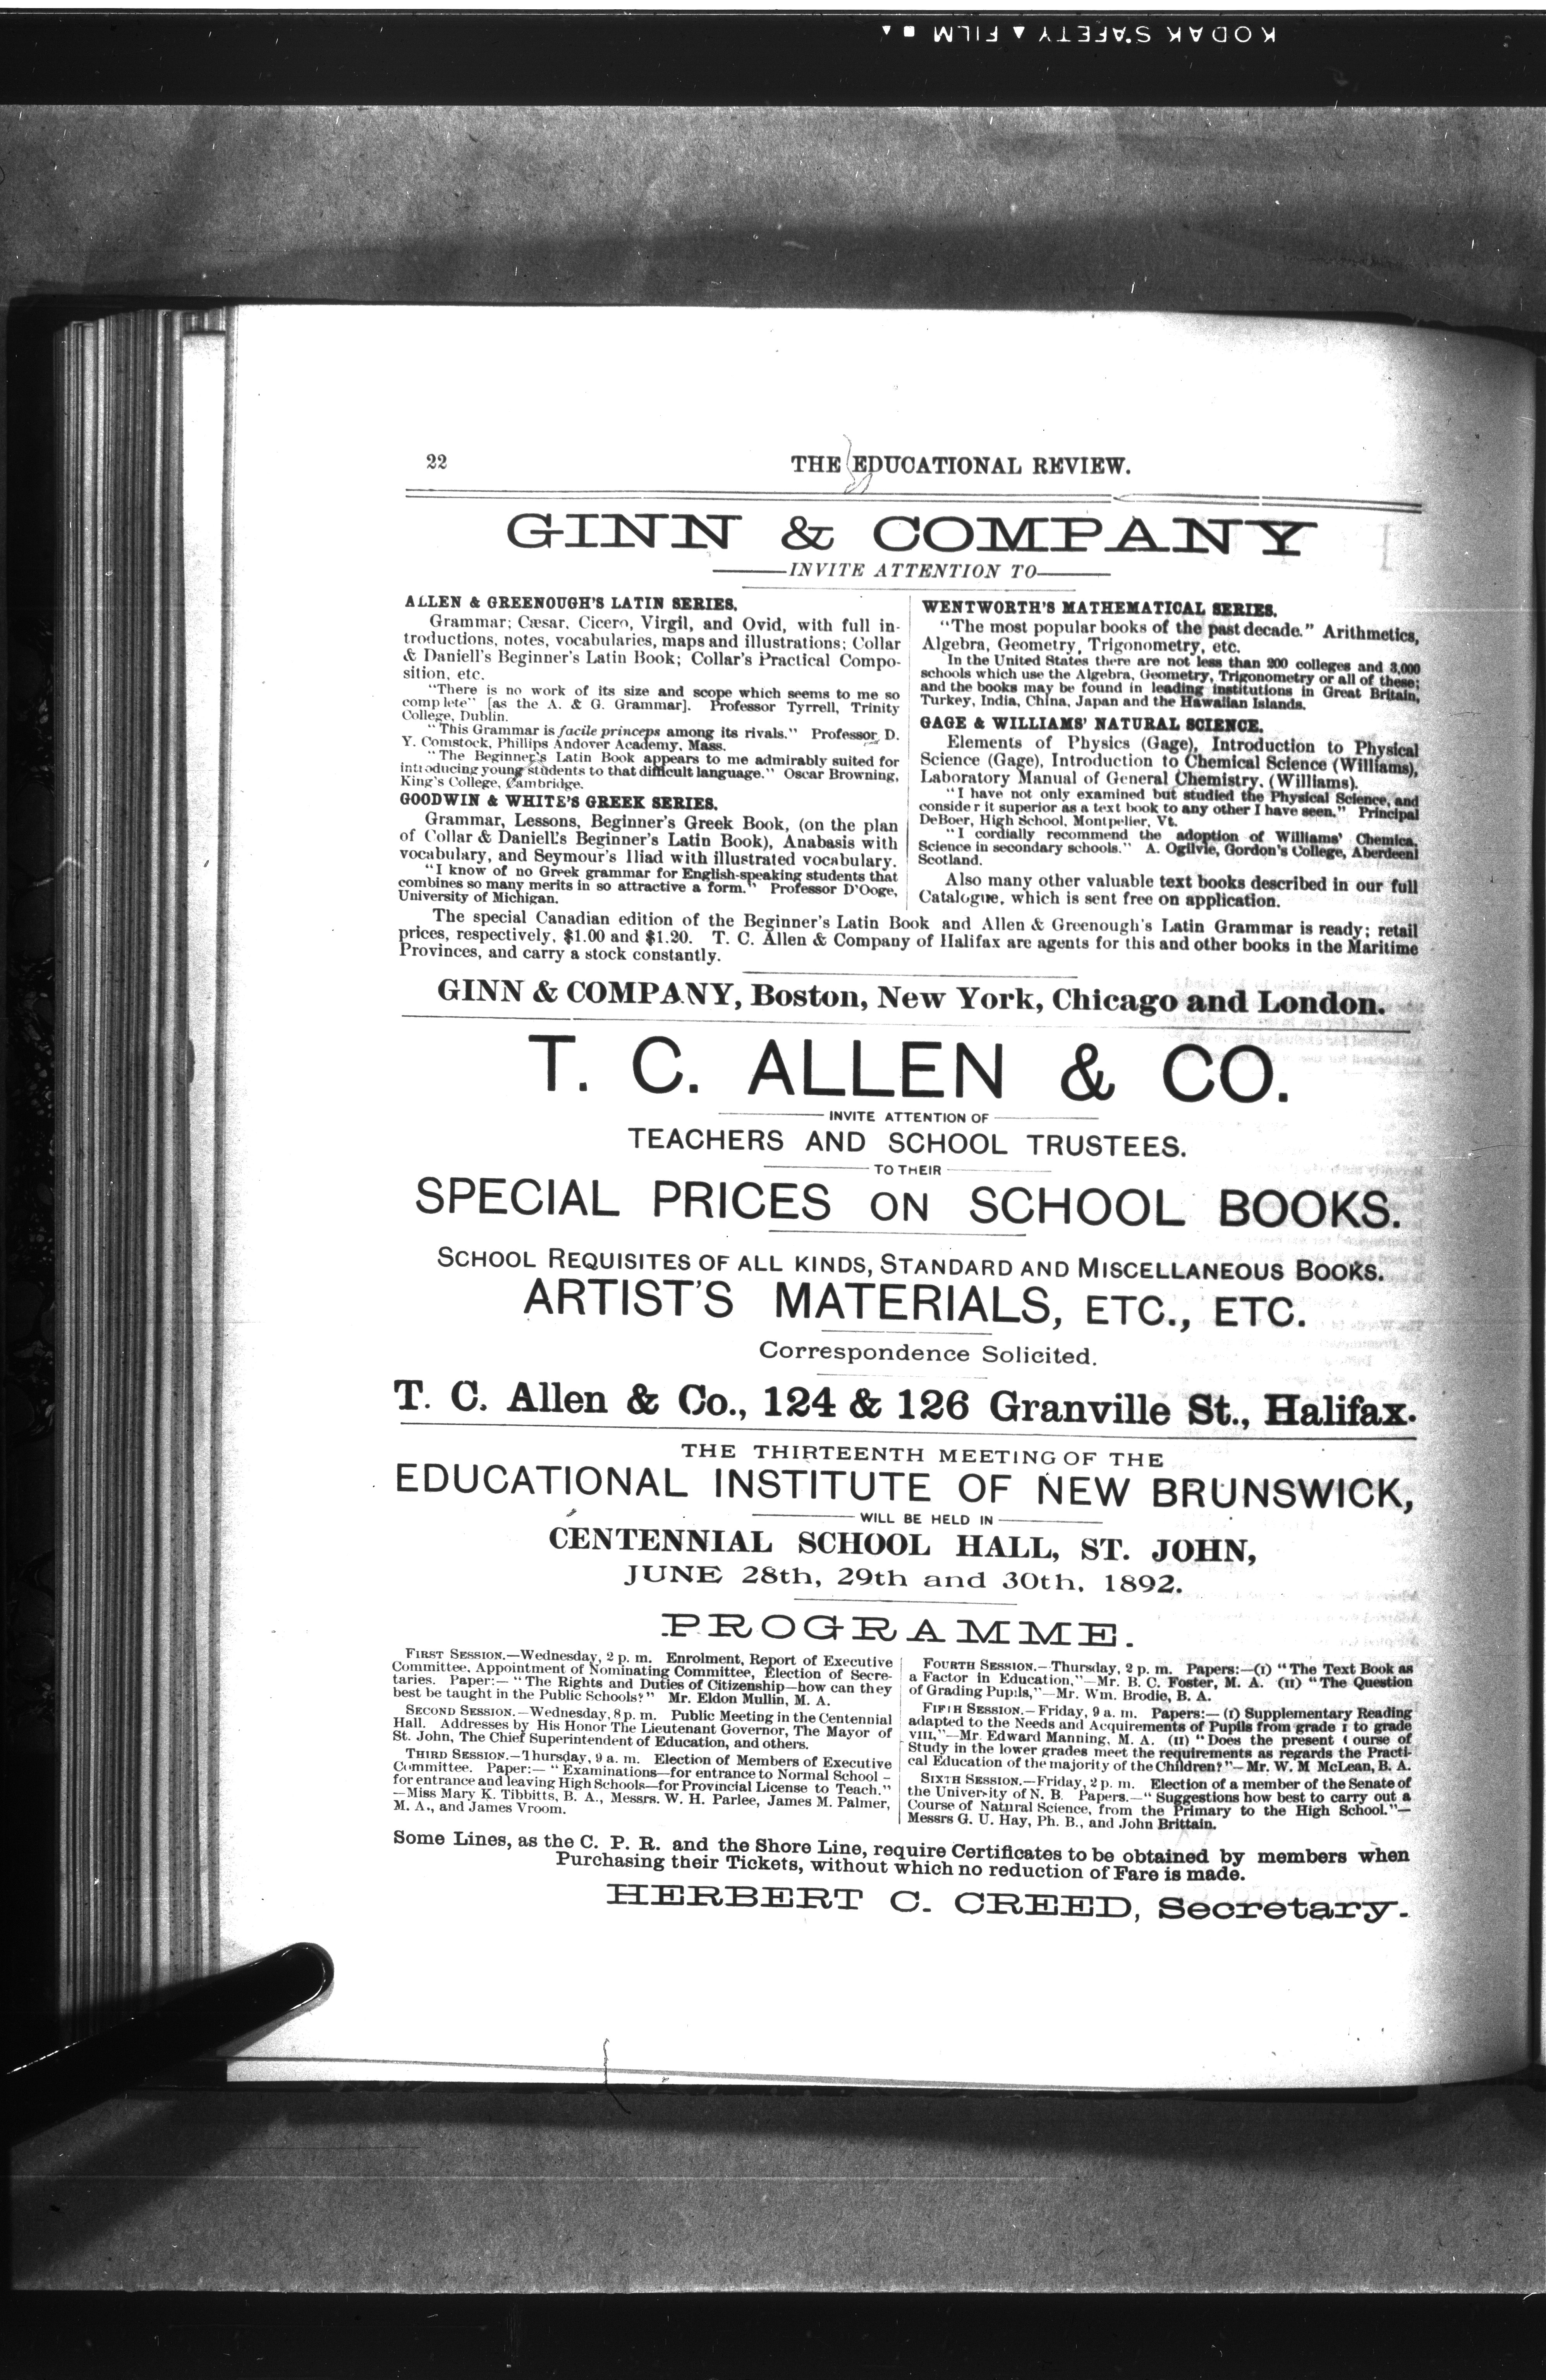 KODAK SAFETY FILM
22
THE EDUCATIONAL REVIEW.
GINN & COMPANY
INVITE ATTENTION TO
ALLEN & GREENOUGH'S LATIN SERIES.
Grammar; Cæsar, Cicero, Virgil, and Ovid, with full in-
troductions, notes, vocabularies, maps and illustrations; Collar
& Daniell's Beginner's Latin Book; Collar's Practical Compo-
sition, etc.
"There is no work of its size and scope which seems to me so
complete" [as the A. & G. Grammar]. Professor Tyrrell, Trinity
College, Dublin.
"This Grammar is facile princeps among its rivals." Professor D.
Y. Comstock, Phillips Andover Academy, Mass.
"The Beginner's Latin Book appears to me admirably suited for
introducing young students to that difficult language." Oscar Browning,
King's College, Cambridge.
GOODWIN & WHITE'S GREEK SERIES.
Grammar, Lessons, Beginner's Greek Book, (on the plan
of Collar & Daniell's Beginner's Latin Book), Anabasis with
vocabulary, and Seymour's Iliad with illustrated vocabulary.
"I know of no Greek grammar for English-speaking students that
combines so many merits in so attractive a form." Professor D'Ooge,
University of Michigan.
WENTWORTH'S MATHEMATICAL SERIES.
"The most popular books of the past decade." Arithmetics,
Algebra, Geometry, Trigonometry, etc.
In the United States there are not less than 200 colleges and 3,000
schools which use the Algebra, Geometry, Trigonometry or all of these;
and the books may be found in leading institutions in Great Britain,
Turkey, India, China, Japan and the Hawaiian Islands.
GAGE & WILLIAMS' NATURAL SCIENCE.
Elements of Physics (Gage), Introduction to Physical
Science (Gage), Introduction to Chemical Science (Williams),
Laboratory Manual of General Chemistry, (Williams).
"I have not only examined but studied the Physical Science, and
consider it superior as a text book to any other I have seen." Principal
DeBoer, High School, Montpelier, Vt.
"I cordially recommend the adoption of Williams' Chemica,
Science in secondary schools." A. Ogilvie, Gordon's College, Aberdeenl
Scotland.
Also many other valuable text books described in our full
Catalogue, which is sent free on application.
The special Canadian edition of the Beginner's Latin Book and Allen & Greenough's Latin Grammar is ready; retail
prices, respectively, $1.00 and $1.20. T. C. Allen & Company of Halifax are agents for this and other books in the Maritime
Provinces, and carry a stock constantly.
GINN & COMPANY, Boston, New York, Chicago and London.
T. C. ALLEN & CO.
INVITE ATTENTION OF
TEACHERS AND SCHOOL TRUSTEES.
TO THEIR
SPECIAL PRICES ON SCHOOL BOOKS.
SCHOOL REQUISITES OF ALL KINDS, STANDARD AND MISCELLANEOUS BOOKS.
ARTIST'S MATERIALS, ETC., ETC.
Correspondence Solicited.
T. C. Allen & Co., 124 & 126 Granville St., Halifax.
THE THIRTEENTH MEETING OF THE
EDUCATIONAL INSTITUTE OF NEW BRUNSWICK,
WILL BE HELD IN
CENTENNIAL SCHOOL HALL, ST. JOHN,
JUNE 28th, 29th and 30th, 1892.
PROGRAMME.
FIRST SESSION.—Wednesday, 2 p. m. Enrolment, Report of Executive
Committee, Appointment of Nominating Committee, Election of Secre-
taries. Paper:—"The Rights and Duties of Citizenship—how can they
best be taught in the Public Schools?" Mr. Eldon Mullin, M. A.
SECOND SESSION.—Wednesday, 8 p. m. Public Meeting in the Centennial
Hall. Addresses by His Honor The Lieutenant Governor, The Mayor of
St. John, The Chief Superintendent of Education, and others.
THIRD SESSION.—Thursday, 9 a. m. Election of Members of Executive
Committee. Paper:—"Examinations—for entrance to Normal School—
for entrance and leaving High Schools—for Provincial License to Teach."
—Miss Mary K. Tibbitts, B. A., Messrs. W. H. Parlee, James M. Palmer,
M. A., and James Vroom.
FOURTH SESSION.—Thursday, 2 p. m. Papers:—(I) "The Text Book as
a Factor in Education,"—Mr. B. C. Foster, M. A. (II) "The Question
of Grading Pupils,"—Mr. Wm. Brodie, B. A.
FIFTH SESSION.—Friday, 9 a. m. Papers:—(I) Supplementary Reading
adapted to the Needs and Acquirements of Pupils from grade I to grade
VIII,"—Mr. Edward Manning, M. A. (II) "Does the present Course of
Study in the lower grades meet the requirements as regards the Practi-
cal Education of the majority of the Children?"—Mr. W. M McLean, B. A.
SIXTH SESSION.—Friday, 2 p. m. Election of a member of the Senate of
the University of N. B. Papers.—"Suggestions how best to carry out a
Course of Natural Science, from the Primary to the High School."—
Messrs G. U. Hay, Ph. B., and John Brittain.
Some Lines, as the C. P. R. and the Shore Line, require Certificates to be obtained by members when
Purchasing their Tickets, without which no reduction of Fare is made.
HERBERT C. CREED, Secretary.